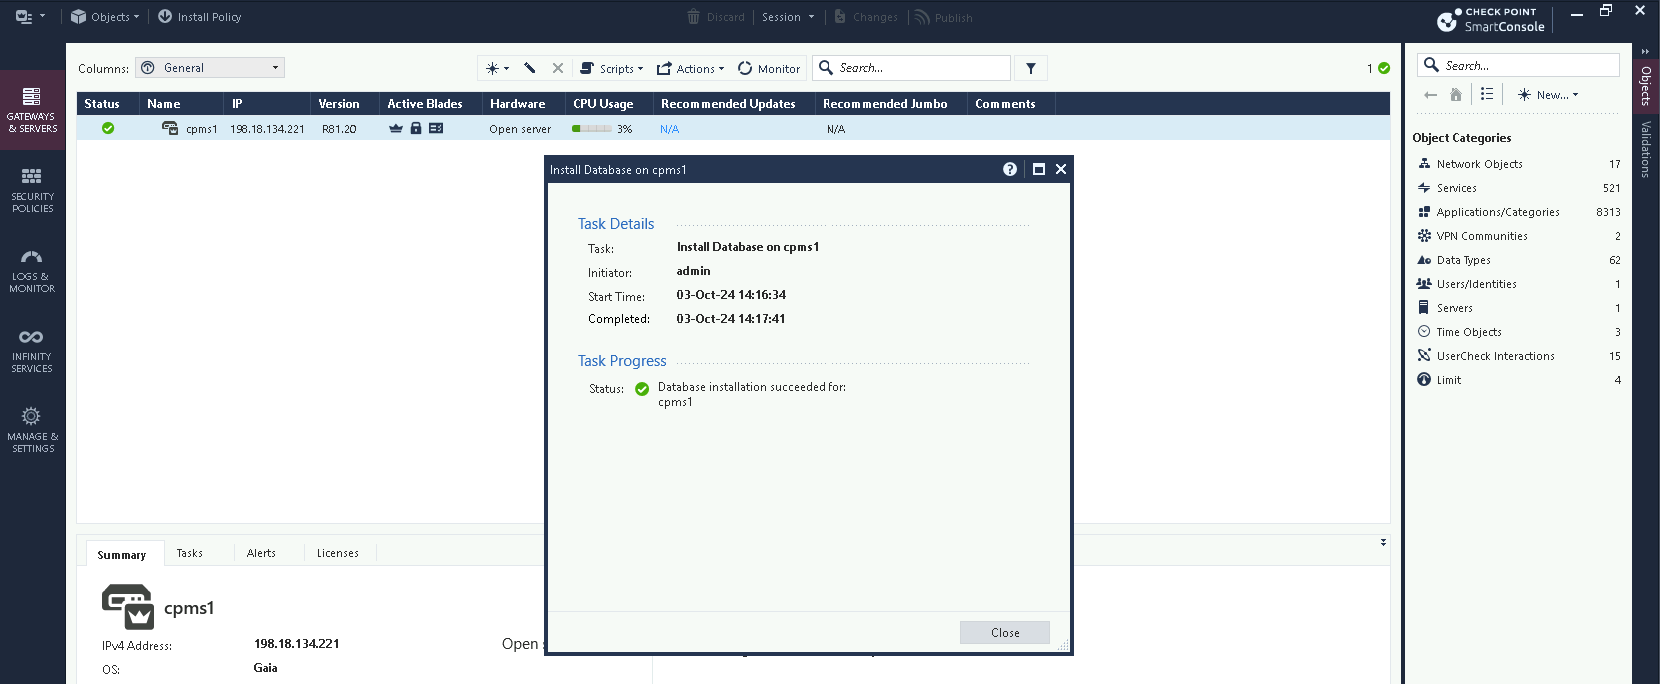 Objects
Install Policy
Discard
Session
Changes
Publish
CHECK POINT
SmartConsole
GATEWAYS
& SERVERS
SECURITY
POLICIES
LOGS &
MONITOR
INFINITY
SERVICES
MANAGE &
SETTINGS
Columns: General
Scripts
Actions
Monitor
Search...
1
Status Name IP Version Active Blades Hardware CPU Usage Recommended Updates Recommended Jumbo Comments
cpms1 198.18.134.221 R81.20 Open server 3% N/A N/A
Install Database on cpms1
Task Details
Task: Install Database on cpms1
Initiator: admin
Start Time: 03-Oct-24 14:16:34
Completed: 03-Oct-24 14:17:41
Task Progress
Status: Database installation succeeded for:
cpms1
Close
Summary Tasks Alerts Licenses
cpms1
IPv4 Address: 198.18.134.221
OS: Gaia
Open
Search...
New...
Object Categories
Network Objects 17
Services 521
Applications/Categories 8313
VPN Communities 2
Data Types 62
Users/Identities 1
Servers 1
Time Objects 3
UserCheck Interactions 15
Limit 4
Objects
Validations